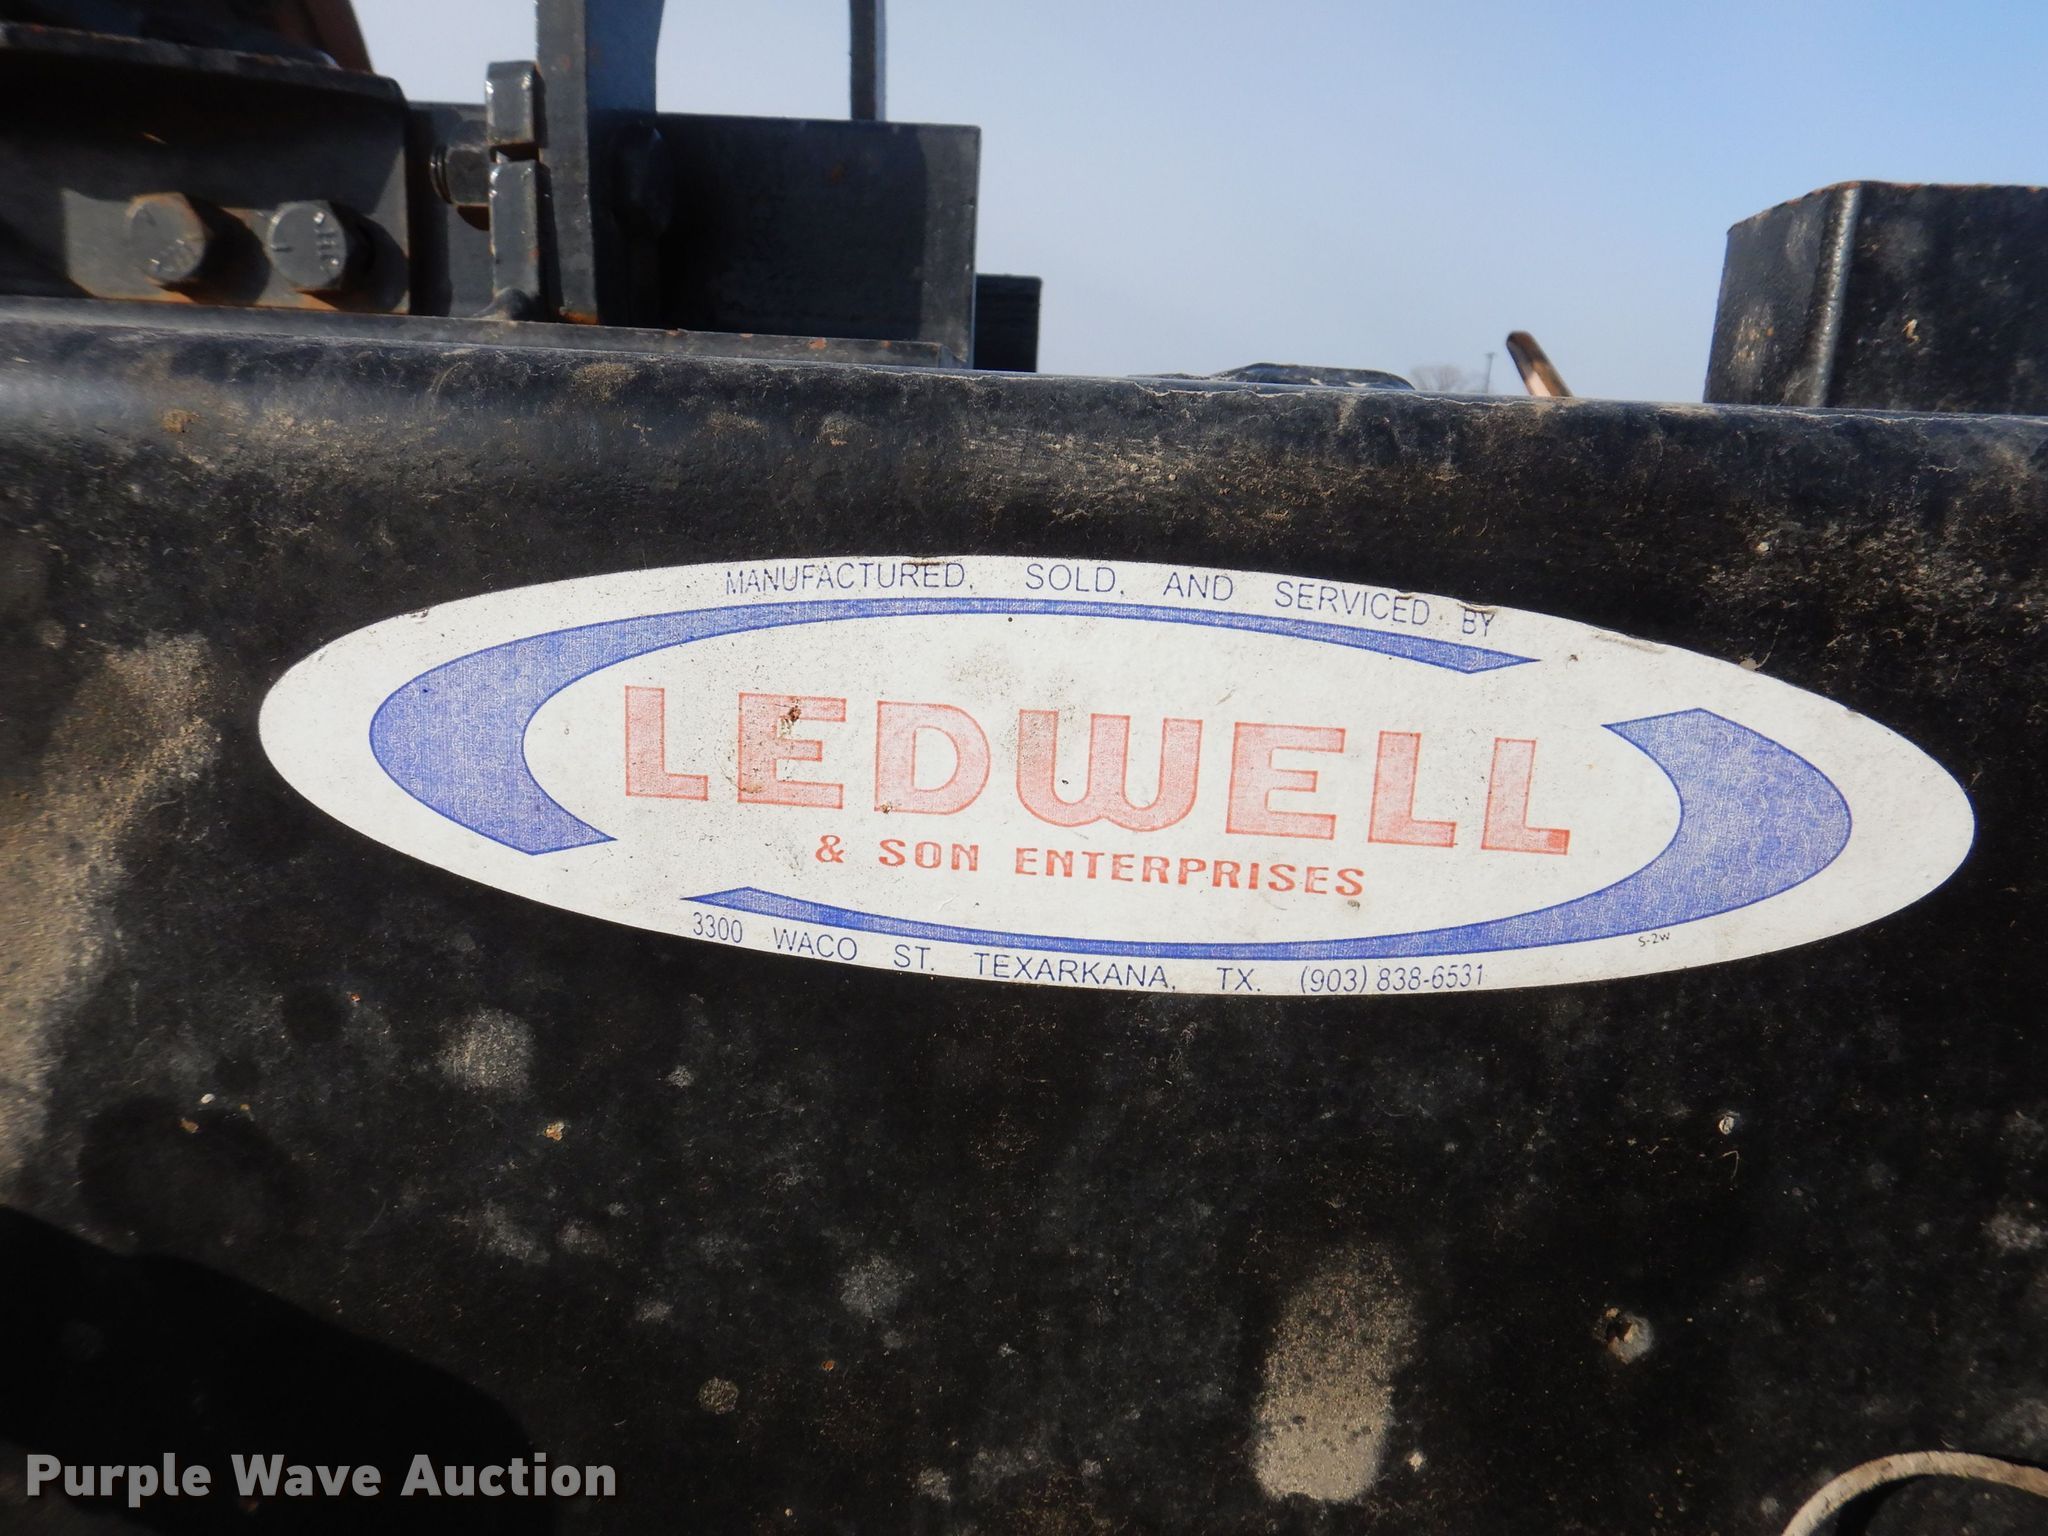 MANUFACTURED, SOLD, AND SERVICED BY
LEDWELL
& SON ENTERPRISES
S-2W
3300 WACO ST. TEXARKANA, TX. (903) 838-6531
Purple Wave Auction